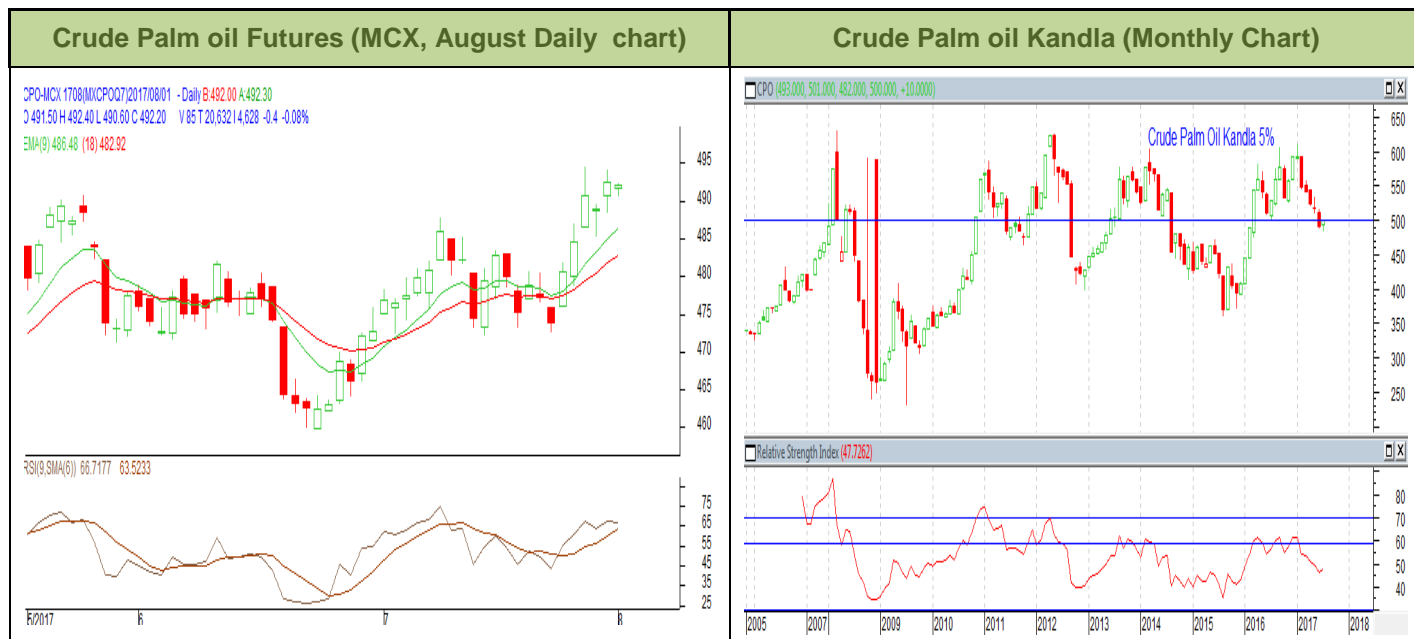 Crude Palm oil Futures (MCX, August Daily chart)
Crude Palm oil Kandla (Monthly Chart)
CPO-MCX 1708(MXCPOQ7)2017/08/01 - Daily B:492.00 A:492.30
O 491.50 H 492.40 L 490.60 C 492.20 V 85 T 20,632 I 4,628 -0.4 -0.08%
EMA(9) 486.48 (18) 482.92
495
490
485
480
475
470
465
460
RSI(9,SMA(6)) 66.7177 63.5233
75
65
55
45
35
25
5/2017 6 7 8
CPO (493.000, 501.000, 482.000, 500.000, +10.0000)
Crude Palm Oil Kandla 5%
650
600
550
500
450
400
350
300
250
Relative Strength Index (47.7262)
80
70
60
50
40
2005 2007 2008 2009 2010 2011 2012 2013 2014 2015 2016 2017 2018